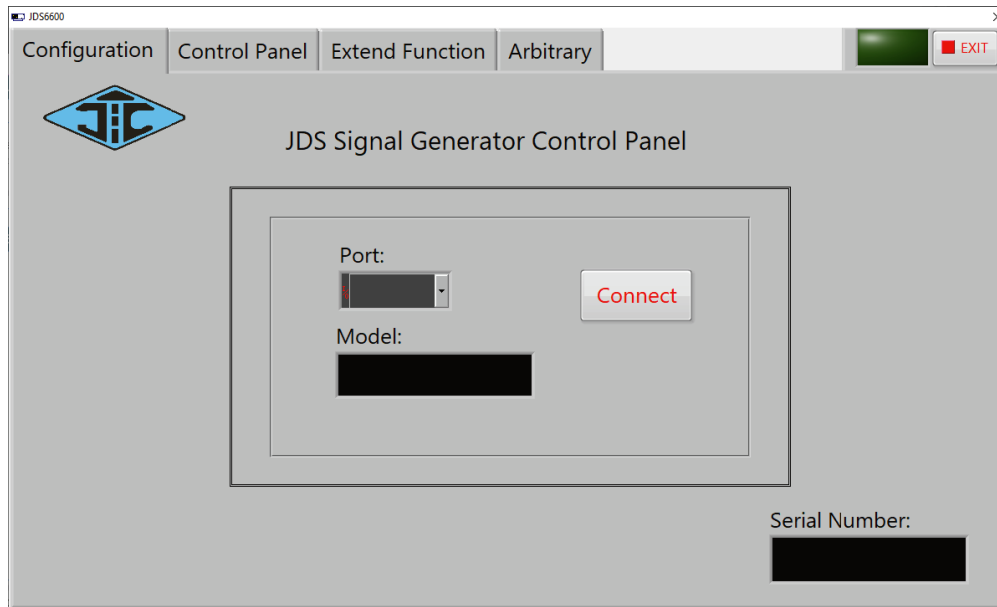 JDS6600
Configuration
Control Panel
Extend Function
Arbitrary
EXIT
JDS Signal Generator Control Panel
Port:
Connect
Model:
Serial Number: